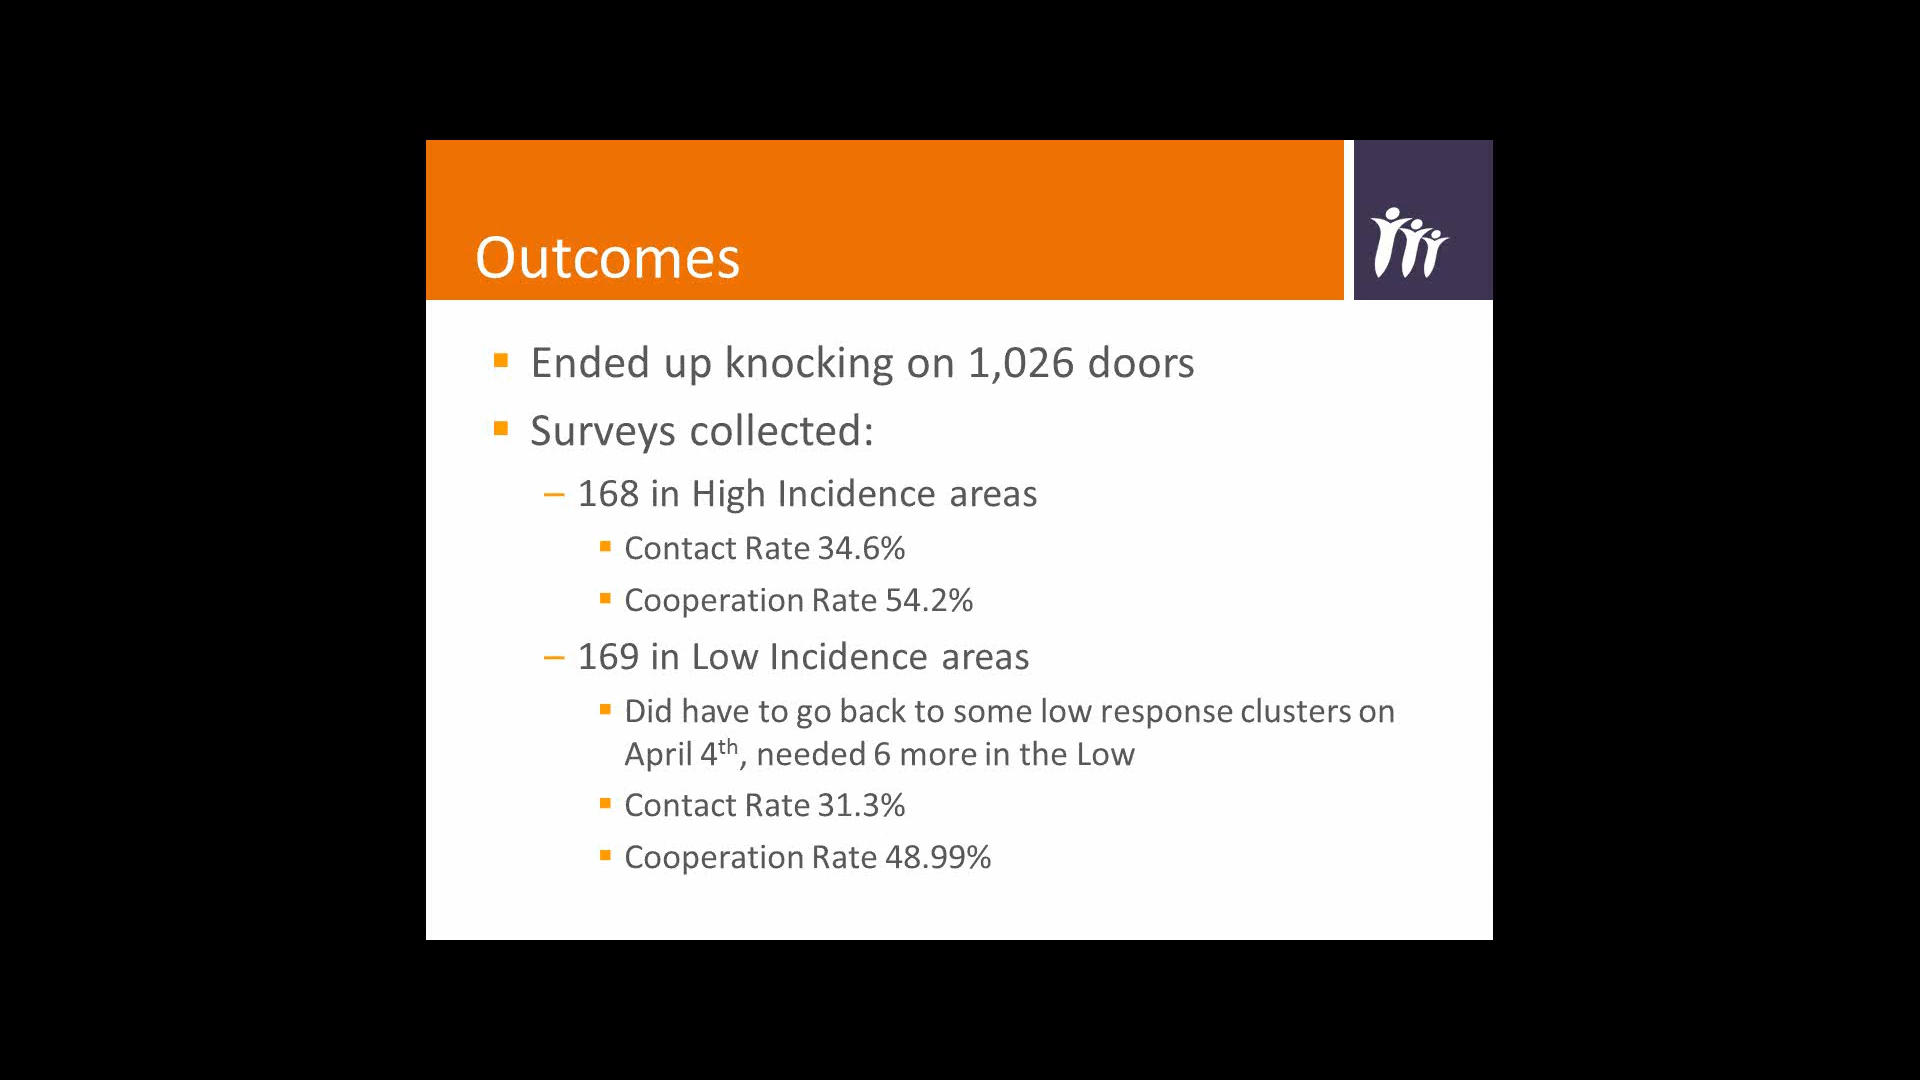 Outcomes
▪ Ended up knocking on 1,026 doors
▪ Surveys collected:
– 168 in High Incidence areas
▪ Contact Rate 34.6%
▪ Cooperation Rate 54.2%
– 169 in Low Incidence areas
▪ Did have to go back to some low response clusters on
April 4th, needed 6 more in the Low
▪ Contact Rate 31.3%
▪ Cooperation Rate 48.99%